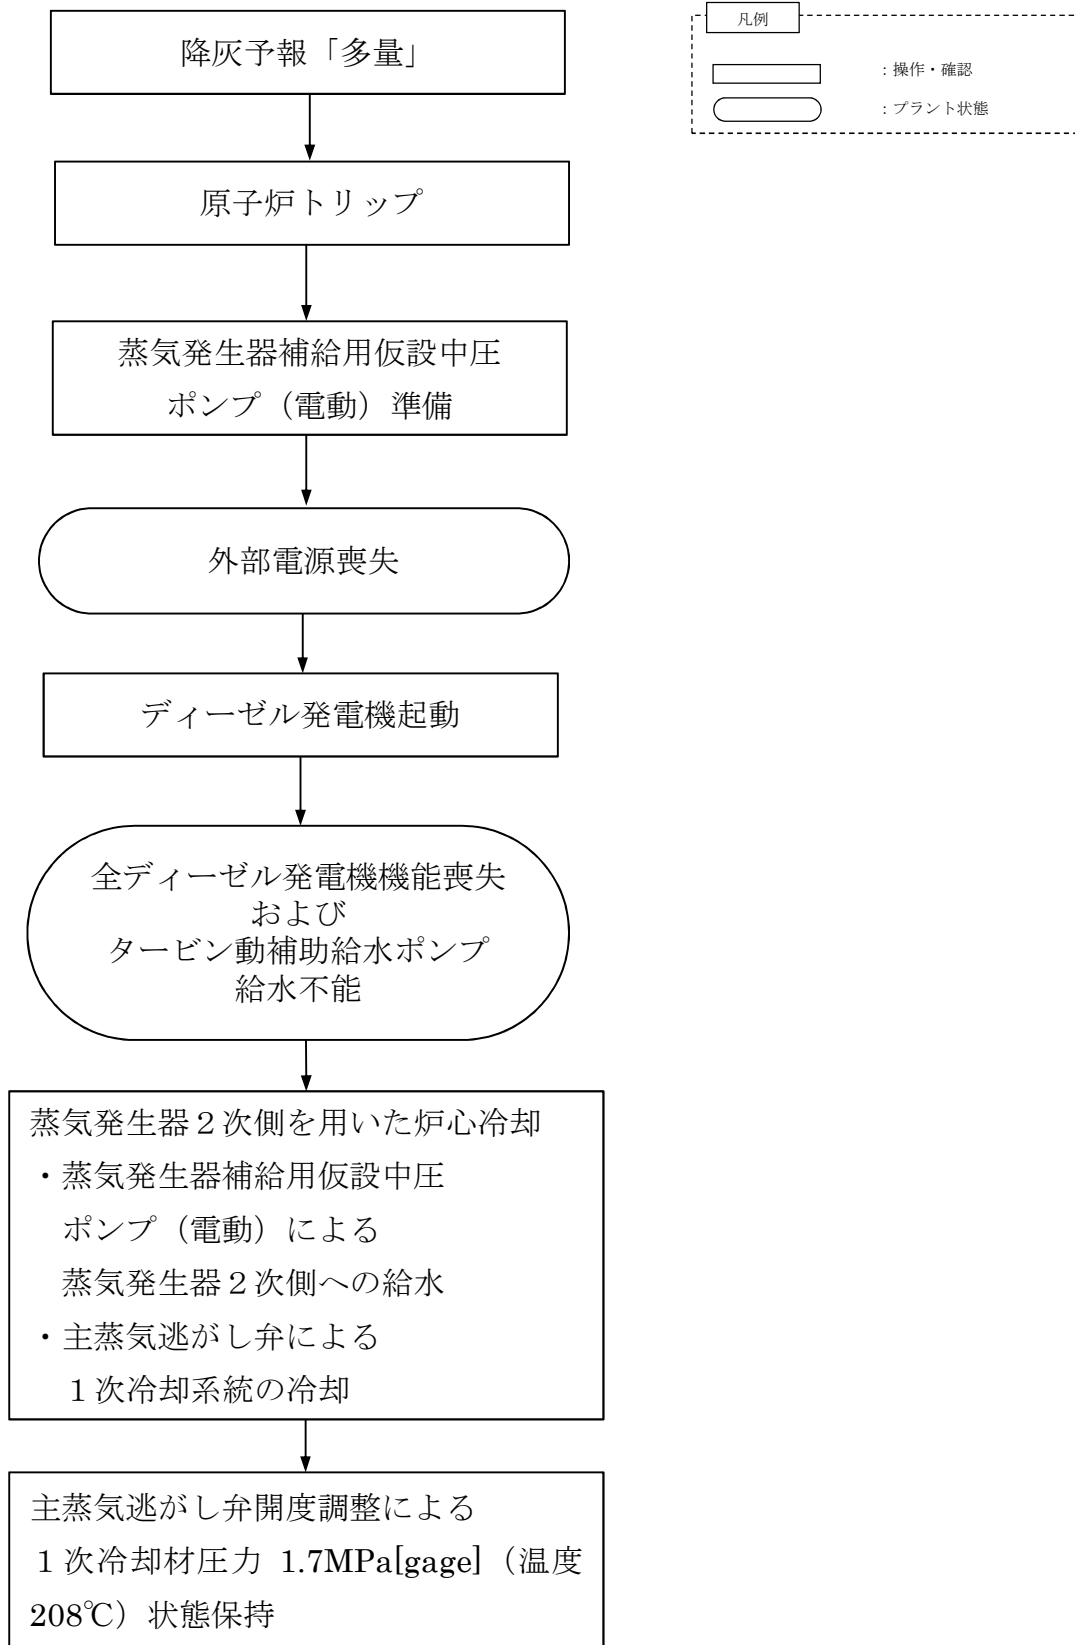 降灰予報「多量」
凡例
：操作・確認
：プラント状態
原子炉トリップ
蒸気発生器補給用仮設中圧
ポンプ（電動）準備
外部電源喪失
ディーゼル発電機起動
全ディーゼル発電機機能喪失
および
タービン動補助給水ポンプ
給水不能
蒸気発生器２次側を用いた炉心冷却
・蒸気発生器補給用仮設中圧
ポンプ（電動）による
蒸気発生器２次側への給水
・主蒸気逃がし弁による
１次冷却系統の冷却
主蒸気逃がし弁開度調整による
１次冷却材圧力 1.7MPa[gage]（温度
208℃）状態保持